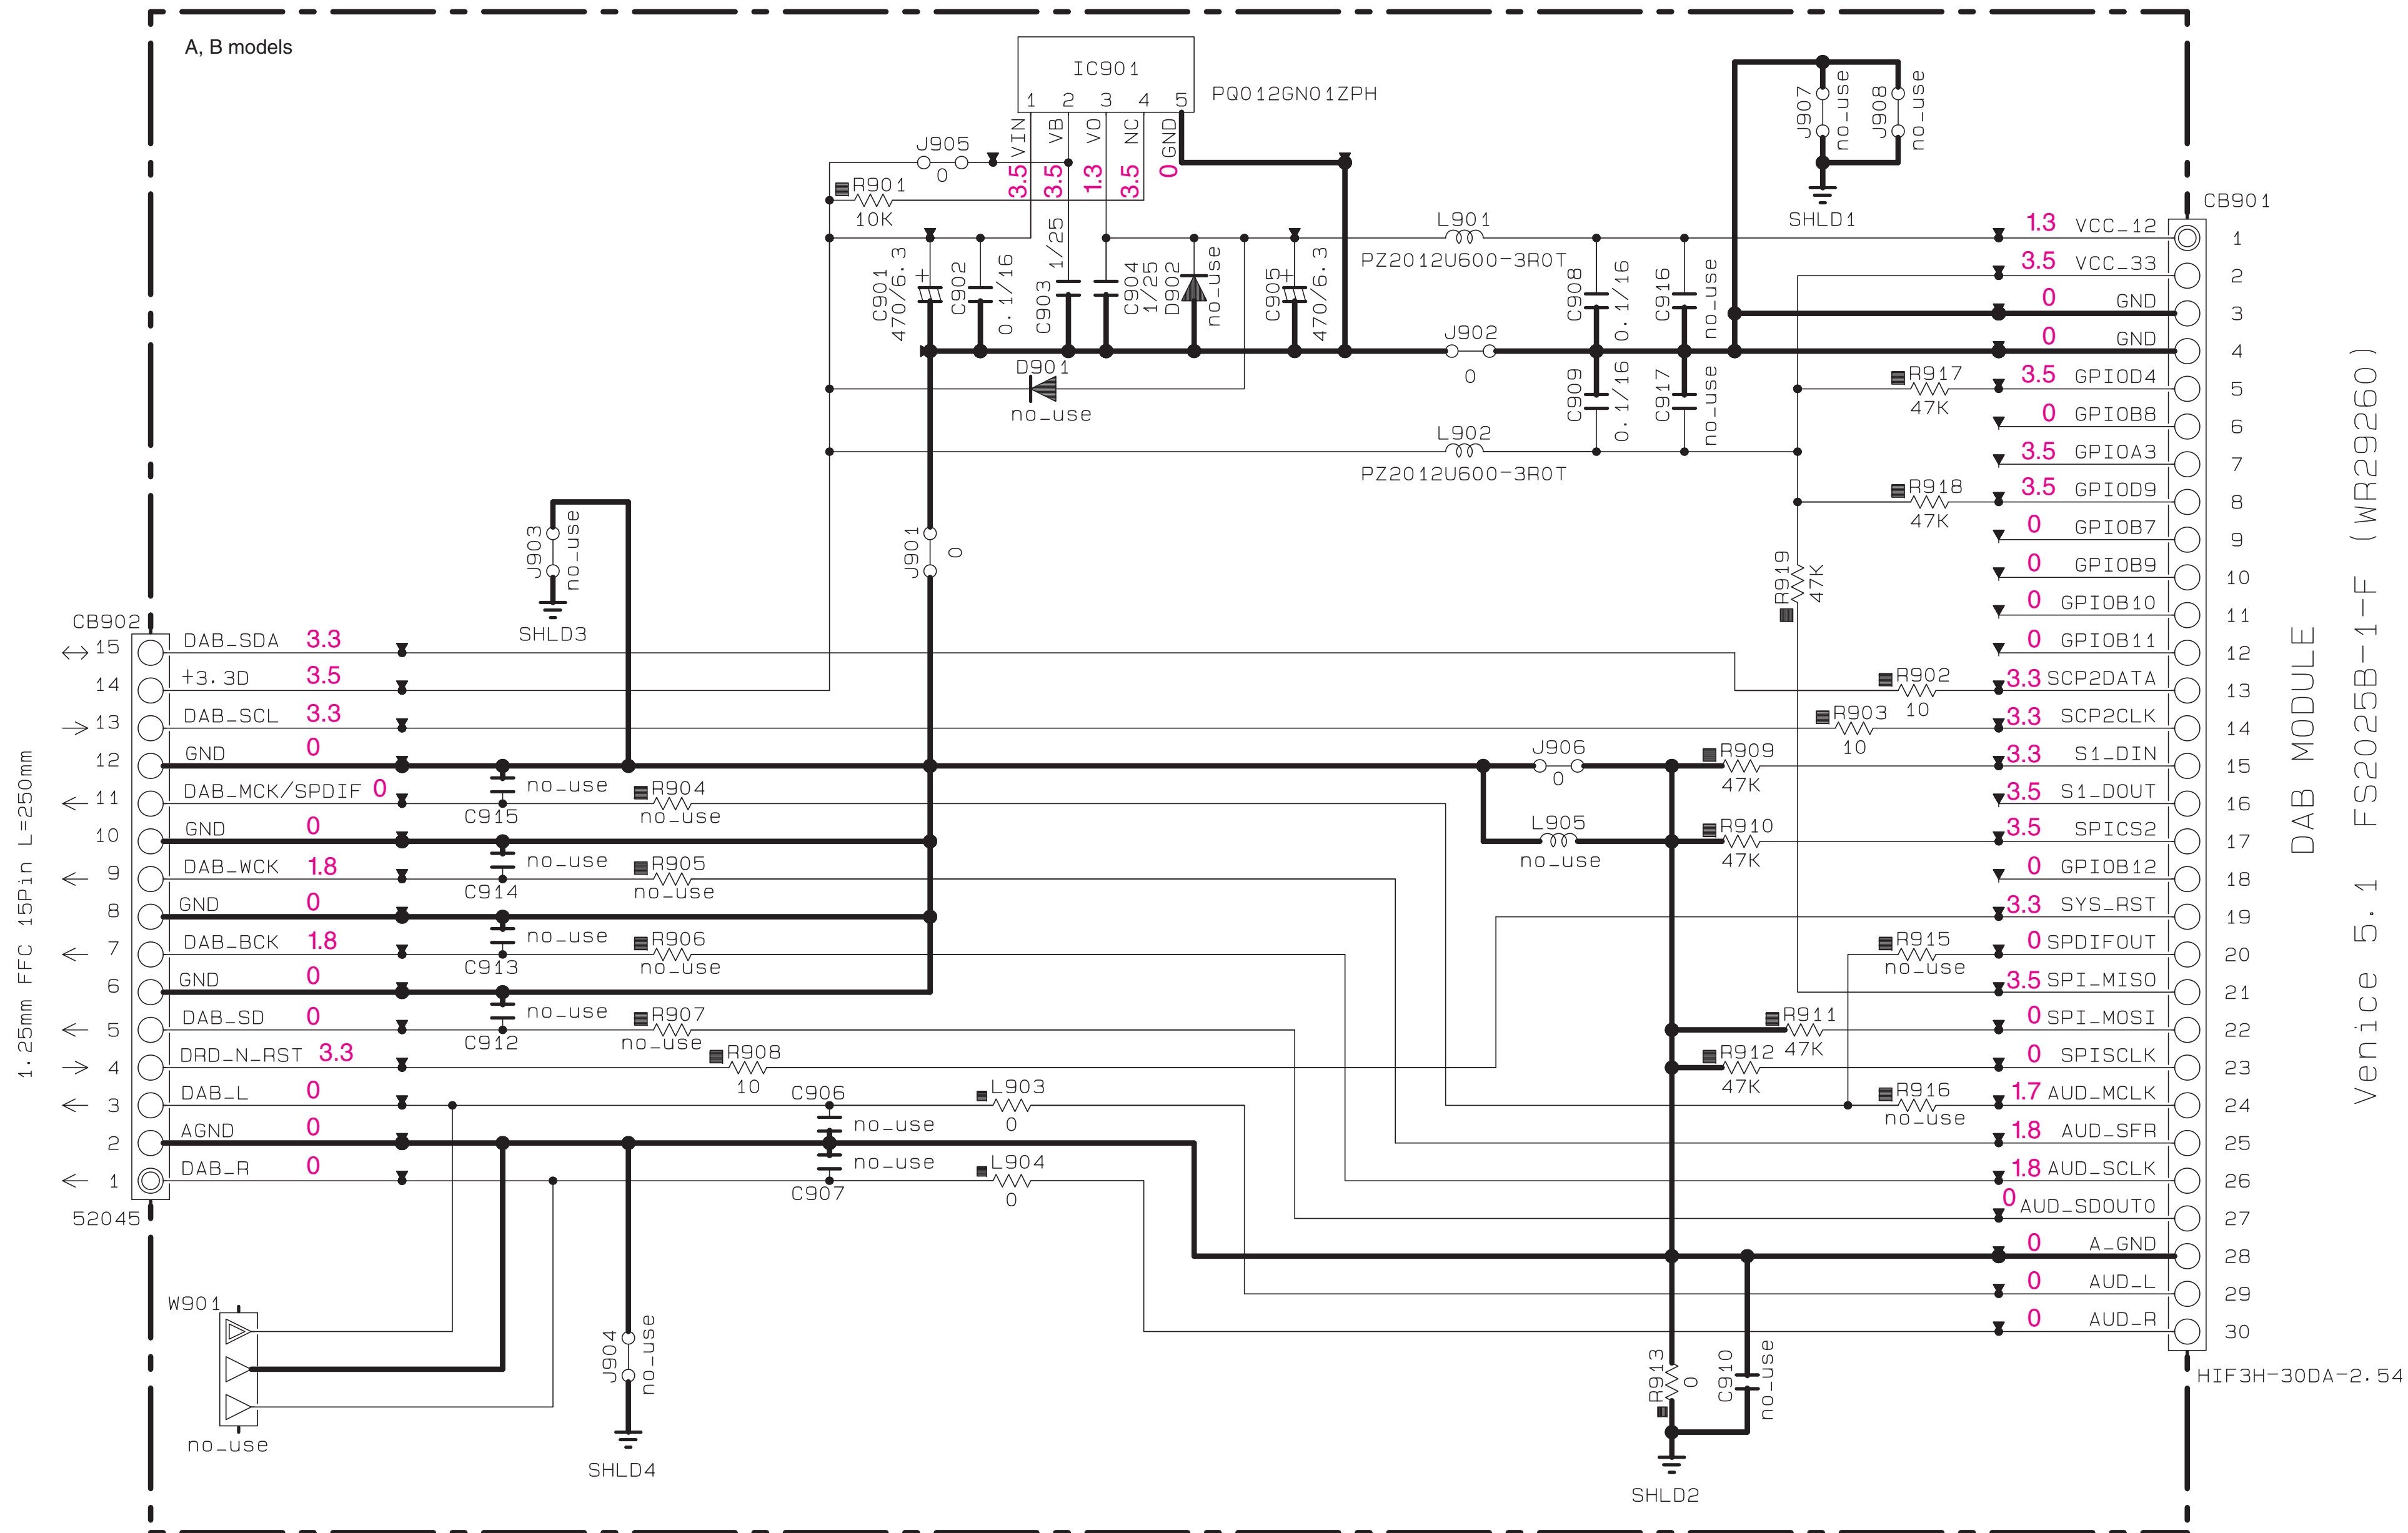 A, B models
IC901
1 2 3 4 5
PQ012GN01ZPH
VIN
VB
VO
NC
GND
3.5
3.5
1.3
3.5
0
J905
0
R901
10K
C901
470/6.3
C902
0.1/16
C903
1/25
C904
1/25
D902
no_use
C905
470/6.3
D901
no_use
L901
PZ2012U600-3R0T
J902
0
L902
PZ2012U600-3R0T
C908
0.1/16
C916
no_use
C909
0.1/16
C917
no_use
J907
no_use
J908
no_use
SHLD1
J903
no_use
SHLD3
J901
0
R917
47K
R918
47K
R919
47K
R902
10
R903
10
J906
0
L905
no_use
R909
47K
R910
47K
R915
no_use
R911
47K
R912
47K
R916
no_use
CB901
1.3 VCC_12 1
3.5 VCC_33 2
0 GND 3
0 GND 4
3.5 GPIOD4 5
0 GPIOB8 6
3.5 GPIOA3 7
3.5 GPIOD9 8
0 GPIOB7 9
0 GPIOB9 10
0 GPIOB10 11
0 GPIOB11 12
3.3 SCP2DATA 13
3.3 SCP2CLK 14
3.3 S1_DIN 15
3.5 S1_DOUT 16
3.5 SPICS2 17
0 GPIOB12 18
3.3 SYS_RST 19
0 SPDIFOUT 20
3.5 SPI_MISO 21
0 SPI_MOSI 22
0 SPISCLK 23
1.7 AUD_MCLK 24
1.8 AUD_SFR 25
1.8 AUD_SCLK 26
0 AUD_SDOUT0 27
0 A_GND 28
0 AUD_L 29
0 AUD_R 30
HIF3H-30DA-2.54
DAB MODULE
Venice 5.1 FS2025B-1-F (WR29260)
1.25mm FFC 15Pin L=250mm
CB902
↔ 15 DAB_SDA 3.3
14 +3.3D 3.5
→ 13 DAB_SCL 3.3
12 GND 0
← 11 DAB_MCK/SPDIF 0
10 GND 0
← 9 DAB_WCK 1.8
8 GND 0
← 7 DAB_BCK 1.8
6 GND 0
← 5 DAB_SD 0
→ 4 DRD_N_RST 3.3
← 3 DAB_L 0
2 AGND 0
← 1 DAB_R 0
52045
C915
no_use
R904
no_use
C914
no_use
R905
no_use
C913
no_use
R906
no_use
C912
no_use
R907
no_use
R908
10
C906
no_use
L903
0
C907
no_use
L904
0
W901
no_use
J904
no_use
SHLD4
R913
0
C910
no_use
SHLD2